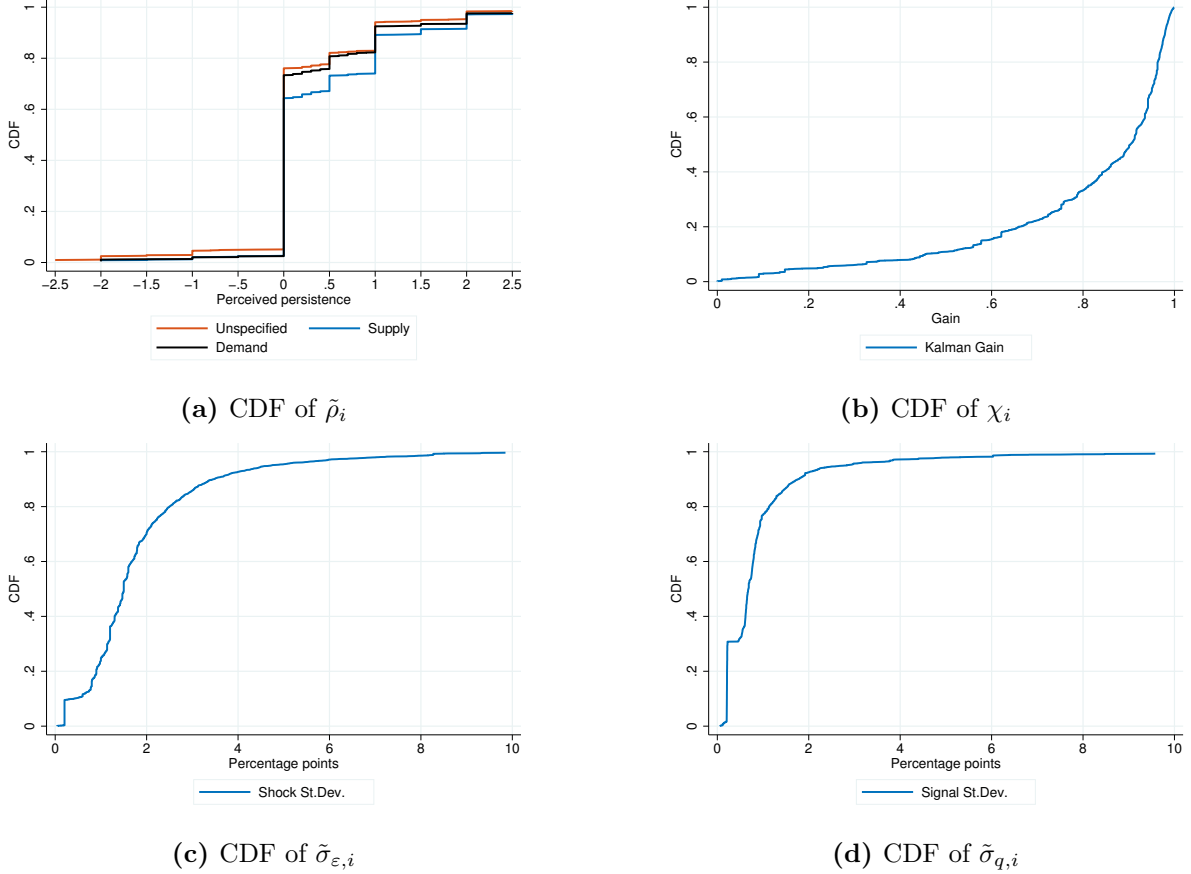 CDF
0 .2 .4 .6 .8 1
−2.5 −2 −1.5 −1 −.5 0 .5 1 1.5 2 2.5
Perceived persistence
Unspecified Supply
Demand
(a) CDF of ρ̃ᵢ
CDF
0 .2 .4 .6 .8 1
0 .2 .4 .6 .8 1
Gain
Kalman Gain
(b) CDF of χᵢ
CDF
0 .2 .4 .6 .8 1
0 2 4 6 8 10
Percentage points
Shock St.Dev.
(c) CDF of σ̃ε,ᵢ
CDF
0 .2 .4 .6 .8 1
0 2 4 6 8 10
Percentage points
Signal St.Dev.
(d) CDF of σ̃q,ᵢ